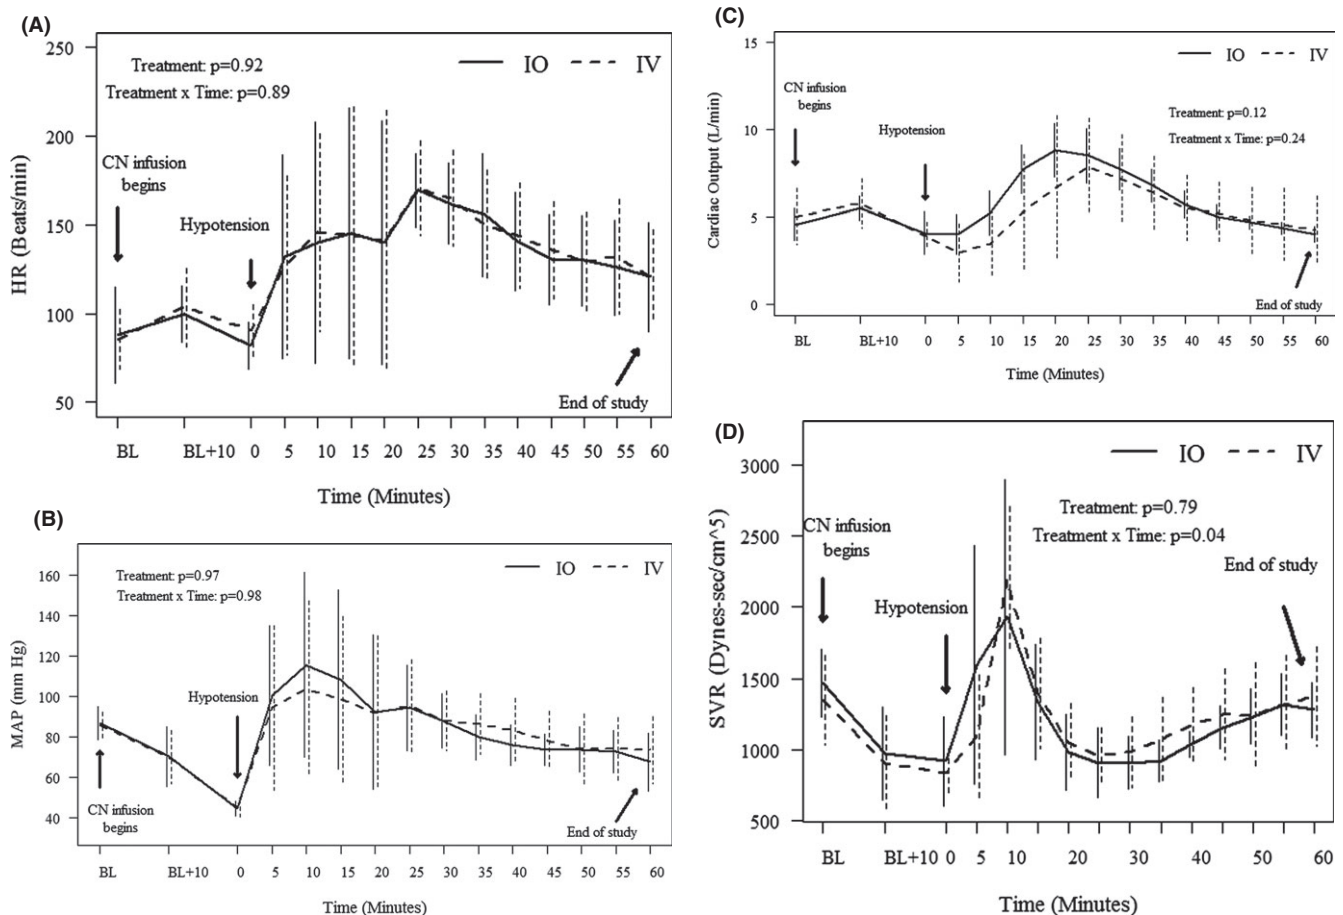 (A)
250
200
150
100
50
HR (Beats/min)
Treatment: p=0.92
Treatment x Time: p=0.89
IO
IV
CN infusion
begins
Hypotension
End of study
BL
BL+10
0
5
10
15
20
25
30
35
40
45
50
55
60
Time (Minutes)
(B)
160
140
120
100
80
60
40
MAP (mm Hg)
Treatment: p=0.97
Treatment x Time: p=0.98
IO
IV
Hypotension
CN infusion
begins
End of study
BL
BL+10
0
5
10
15
20
25
30
35
40
45
50
55
60
Time (Minutes)
(C)
15
10
5
0
Cardiac Output (L/min)
IO
IV
CN infusion
begins
Hypotension
Treatment: p=0.12
Treatment x Time: p=0.24
End of study
BL
BL+10
0
5
10
15
20
25
30
35
40
45
50
55
60
Time (Minutes)
(D)
3000
2500
2000
1500
1000
500
SVR (Dynes-sec/cm^5)
IO
IV
Treatment: p=0.79
Treatment x Time: p=0.04
CN infusion
begins
Hypotension
End of study
BL
BL+10
0
5
10
20
30
40
50
60
Time (Minutes)